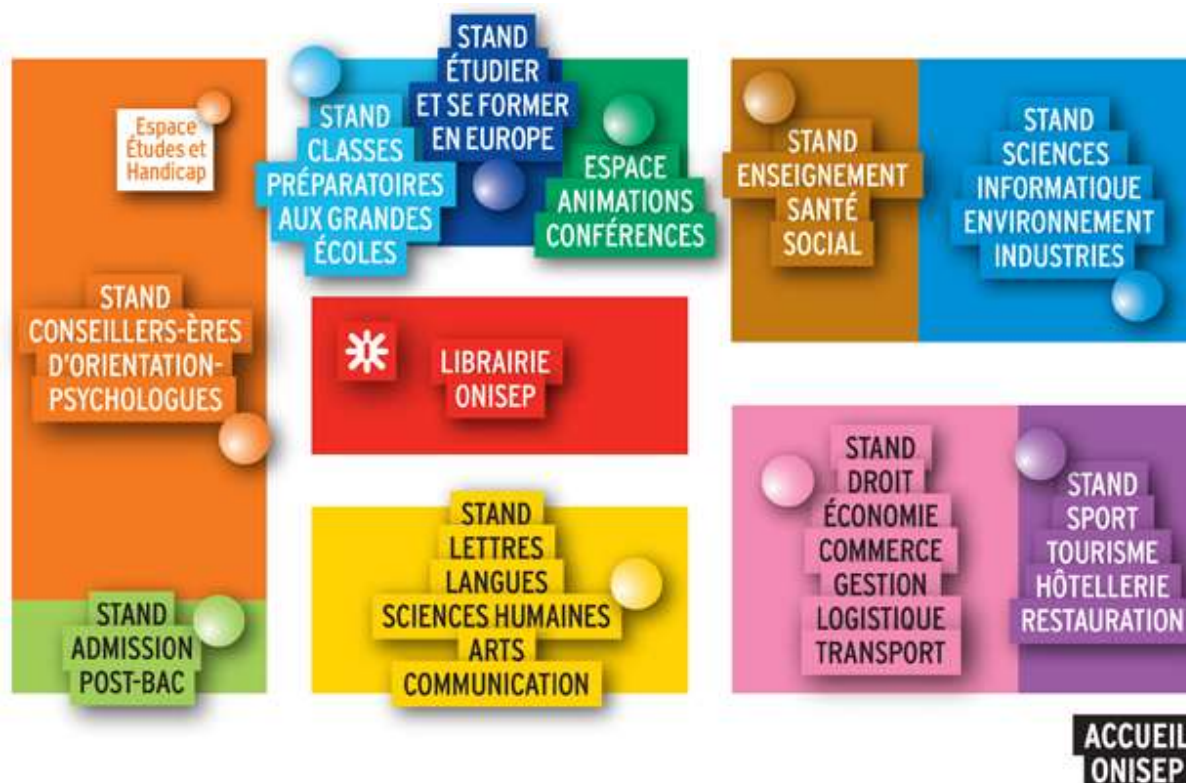 STAND
ÉTUDIER
ET SE FORMER
EN EUROPE
Espace
Études et
Handicap
STAND
CLASSES
PRÉPARATOIRES
AUX GRANDES
ÉCOLES
ESPACE
ANIMATIONS
CONFÉRENCES
STAND
ENSEIGNEMENT
SANTÉ
SOCIAL
STAND
SCIENCES
INFORMATIQUE
ENVIRONNEMENT
INDUSTRIES
STAND
CONSEILLERS-ÈRES
D'ORIENTATION-
PSYCHOLOGUES
LIBRAIRIE
ONISEP
STAND
DROIT
ÉCONOMIE
COMMERCE
GESTION
LOGISTIQUE
TRANSPORT
STAND
SPORT
TOURISME
HÔTELLERIE
RESTAURATION
STAND
LETTRES
LANGUES
SCIENCES HUMAINES
ARTS
COMMUNICATION
STAND
ADMISSION
POST-BAC
ACCUEIL
ONISEP